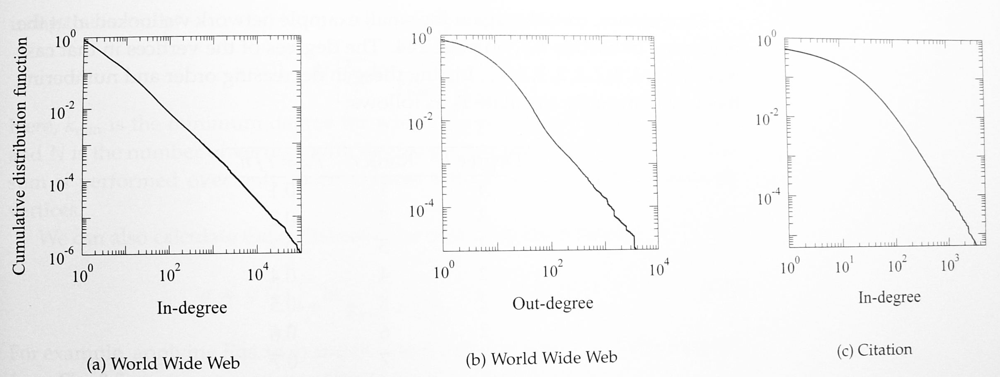 Cumulative distribution function
10^0
10^-2
10^-4
10^-6
10^0 10^2 10^4
In-degree
(a) World Wide Web
10^0
10^-2
10^-4
10^0 10^2 10^4
Out-degree
(b) World Wide Web
10^0
10^-2
10^-4
10^0 10^1 10^2 10^3
In-degree
(c) Citation